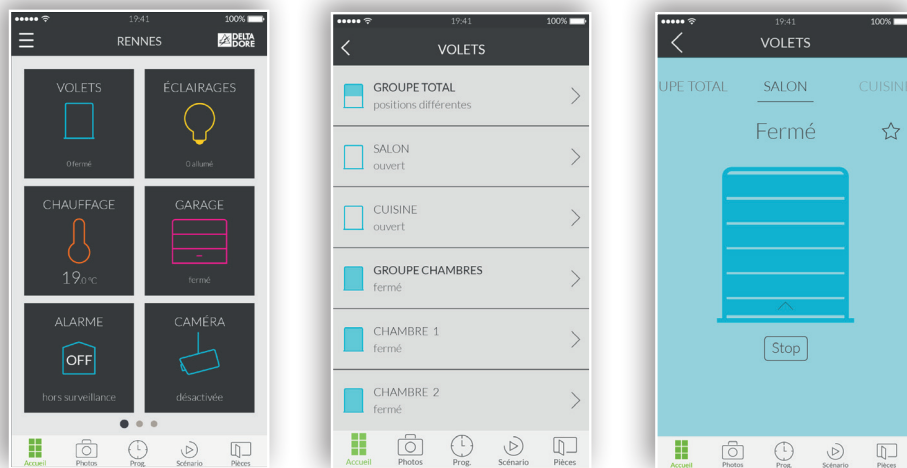 19:41
100%
RENNES
DELTA DORE
VOLETS
ÉCLAIRAGES
0 fermé
0 allumé
CHAUFFAGE
GARAGE
19.0 °C
fermé
ALARME
CAMÉRA
OFF
hors surveillance
désactivée
Accueil
Photos
Prog.
Scénario
Pièces
19:41
100%
VOLETS
GROUPE TOTAL
positions différentes
SALON
ouvert
CUISINE
ouvert
GROUPE CHAMBRES
fermé
CHAMBRE 1
fermé
CHAMBRE 2
fermé
Accueil
Photos
Prog.
Scénario
Pièces
19:41
100%
VOLETS
UPE TOTAL
SALON
CUISIN
Fermé
Stop
Accueil
Photos
Prog.
Scénario
Pièces